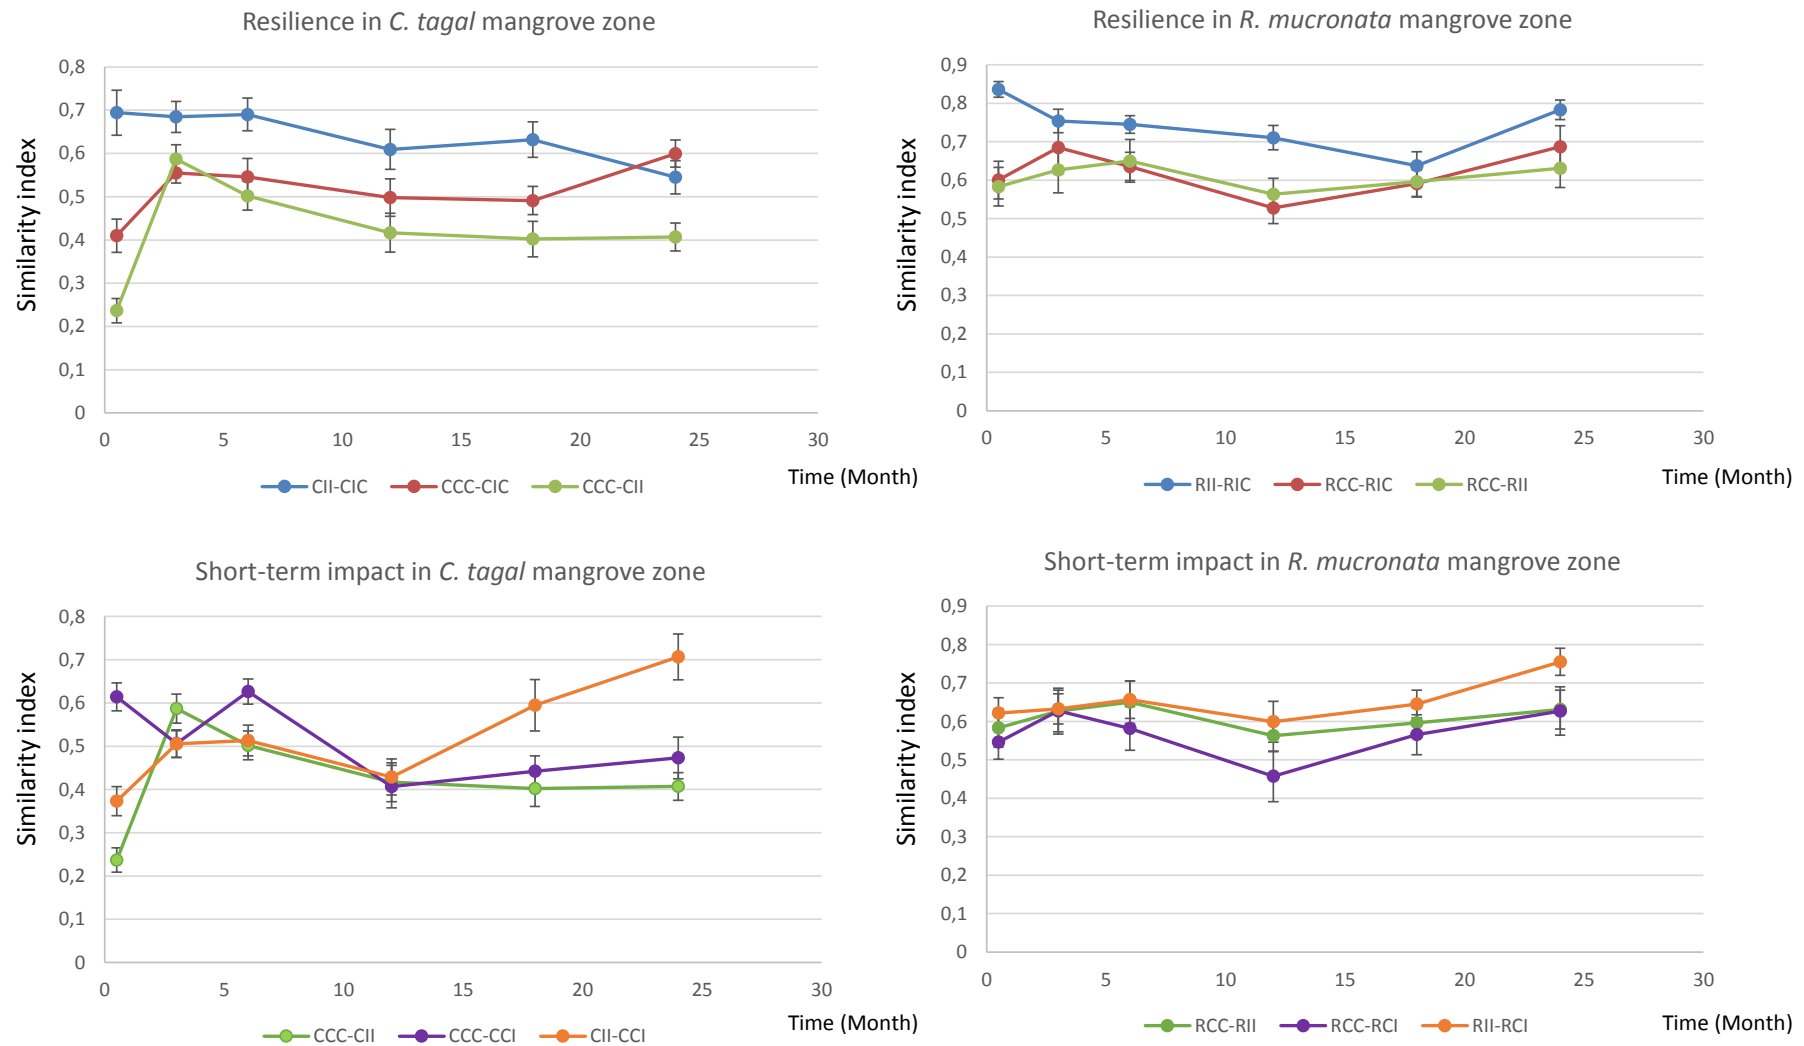 Resilience in C. tagal mangrove zone
0,8
0,7
0,6
0,5
0,4
0,3
0,2
0,1
0
Similarity index
0 5 10 15 20 25 30
Time (Month)
CII-CIC CCC-CIC CCC-CII
Resilience in R. mucronata mangrove zone
0,9
0,8
0,7
0,6
0,5
0,4
0,3
0,2
0,1
0
Similarity index
0 5 10 15 20 25 30
Time (Month)
RII-RIC RCC-RIC RCC-RII
Short-term impact in C. tagal mangrove zone
0,8
0,7
0,6
0,5
0,4
0,3
0,2
0,1
0
Similarity index
0 5 10 15 20 25 30
Time (Month)
CCC-CII CCC-CCI CII-CCI
Short-term impact in R. mucronata mangrove zone
0,9
0,8
0,7
0,6
0,5
0,4
0,3
0,2
0,1
0
Similarity index
0 5 10 15 20 25 30
Time (Month)
RCC-RII RCC-RCI RII-RCI